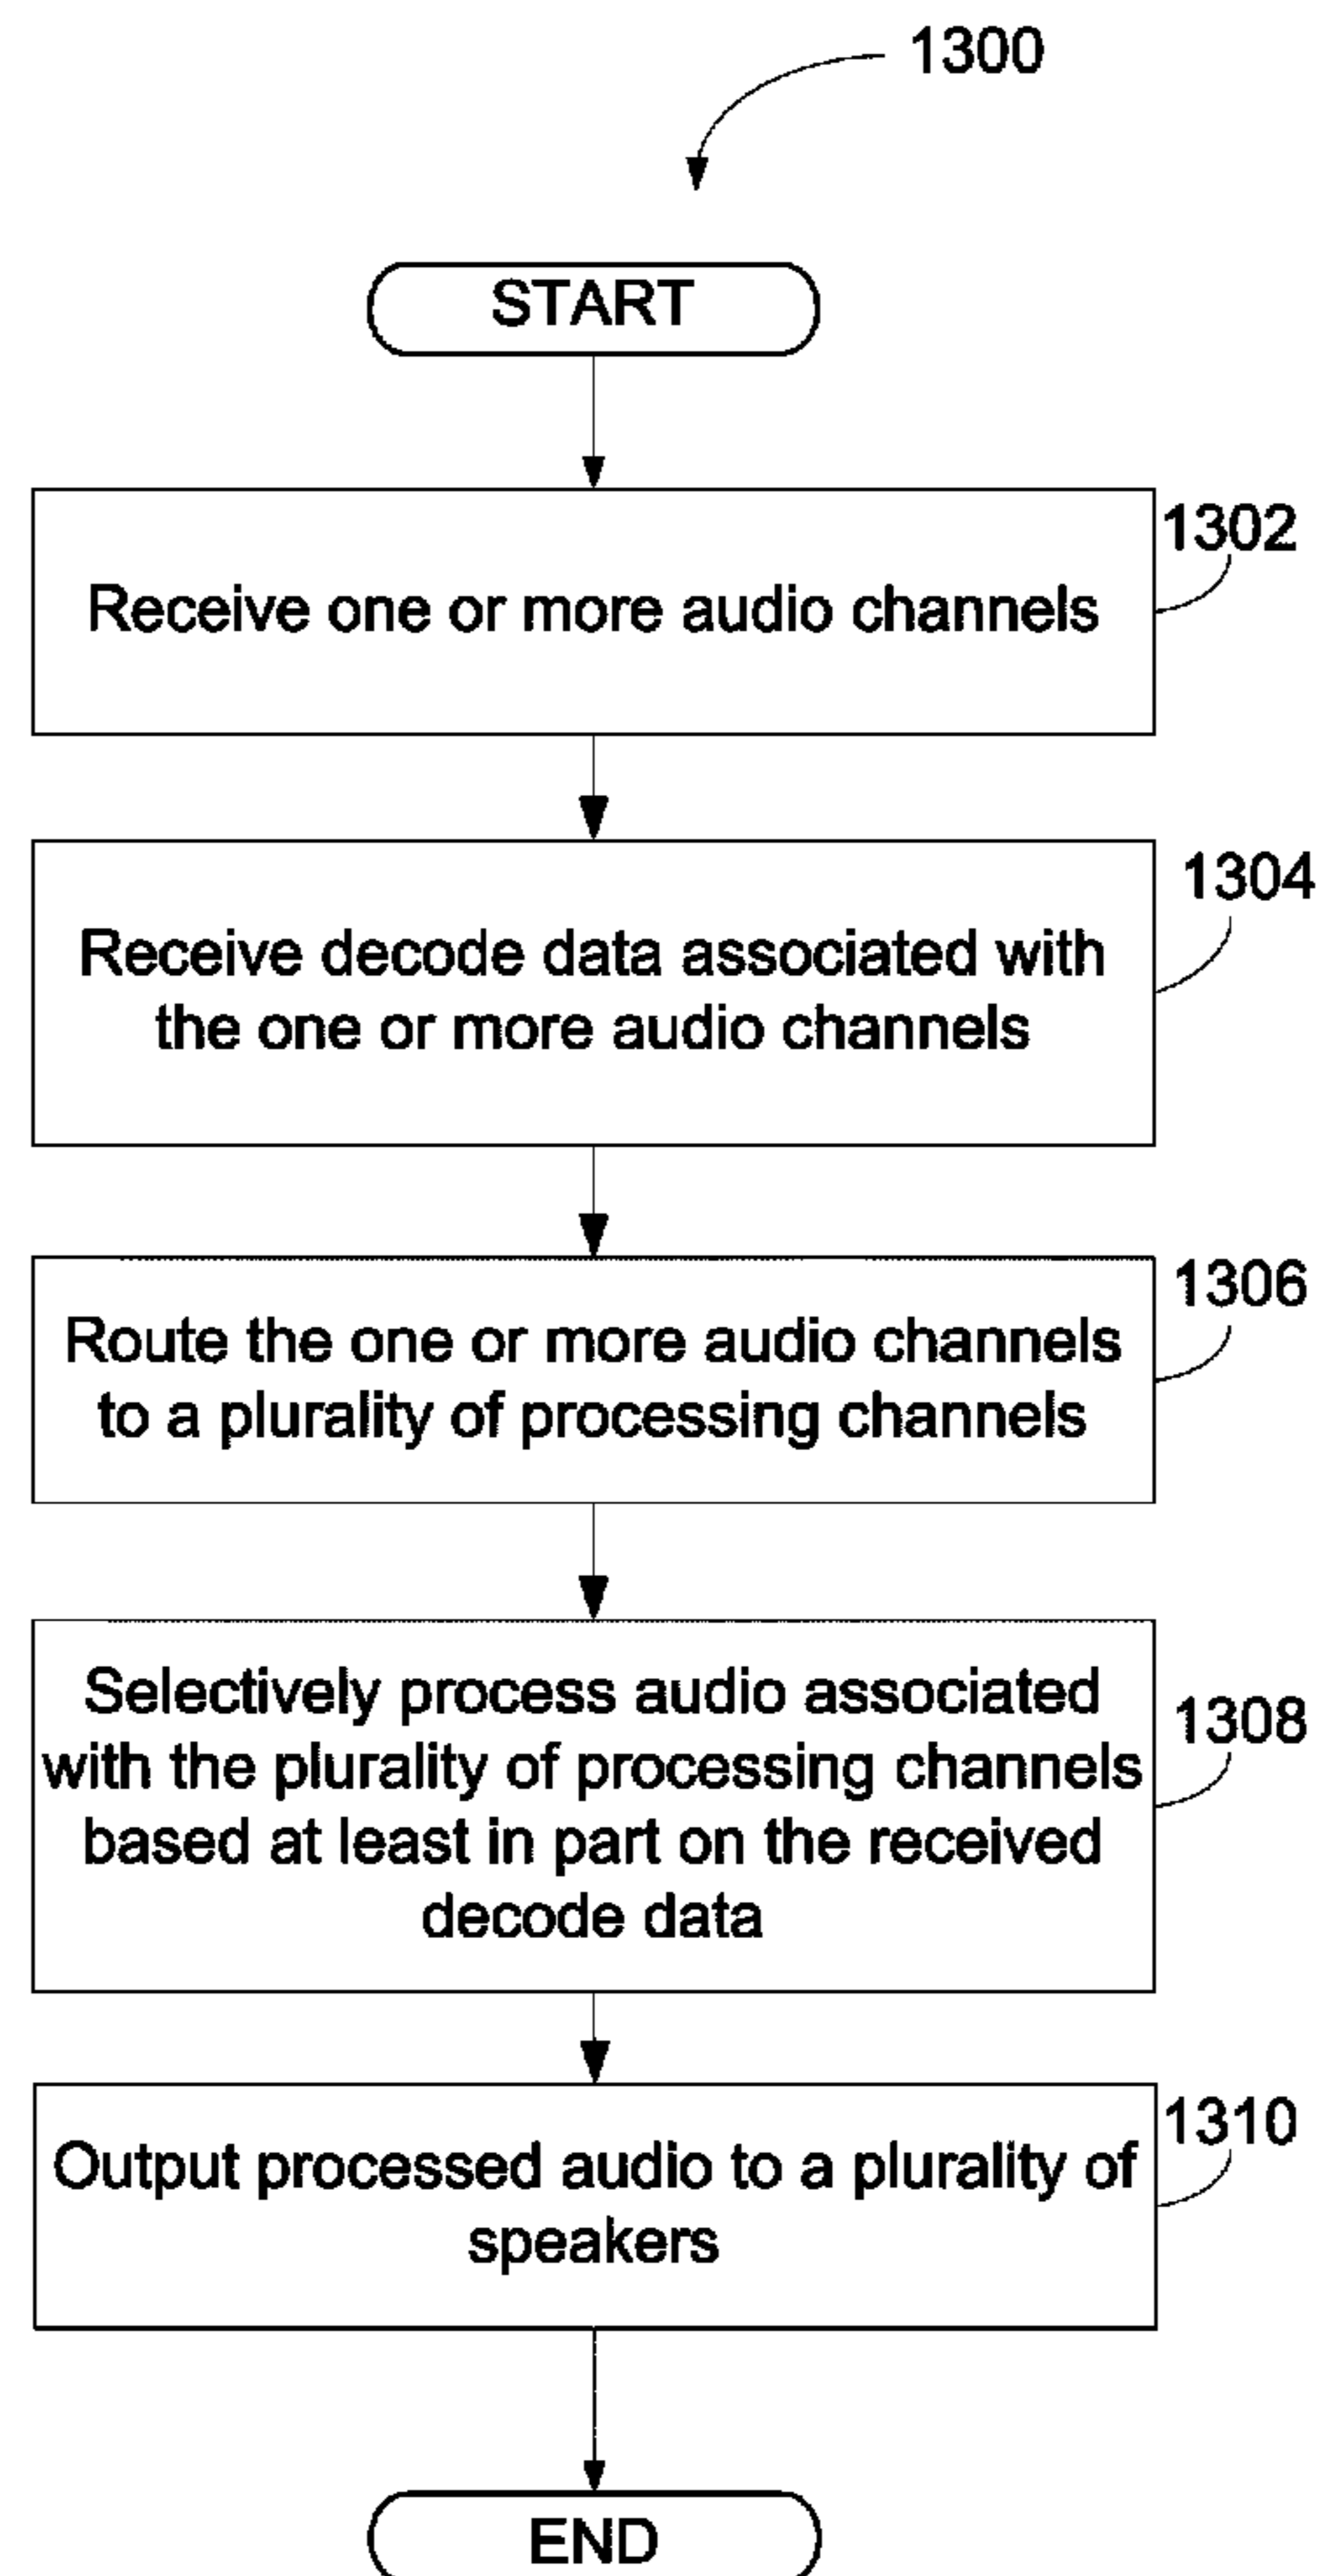 1300
START
1302
Receive one or more audio channels
1304
Receive decode data associated with
the one or more audio channels
1306
Route the one or more audio channels
to a plurality of processing channels
Selectively process audio associated
1308
with the plurality of processing channels
based at least in part on the received
decode data
1310
Output processed audio to a plurality of
speakers
END